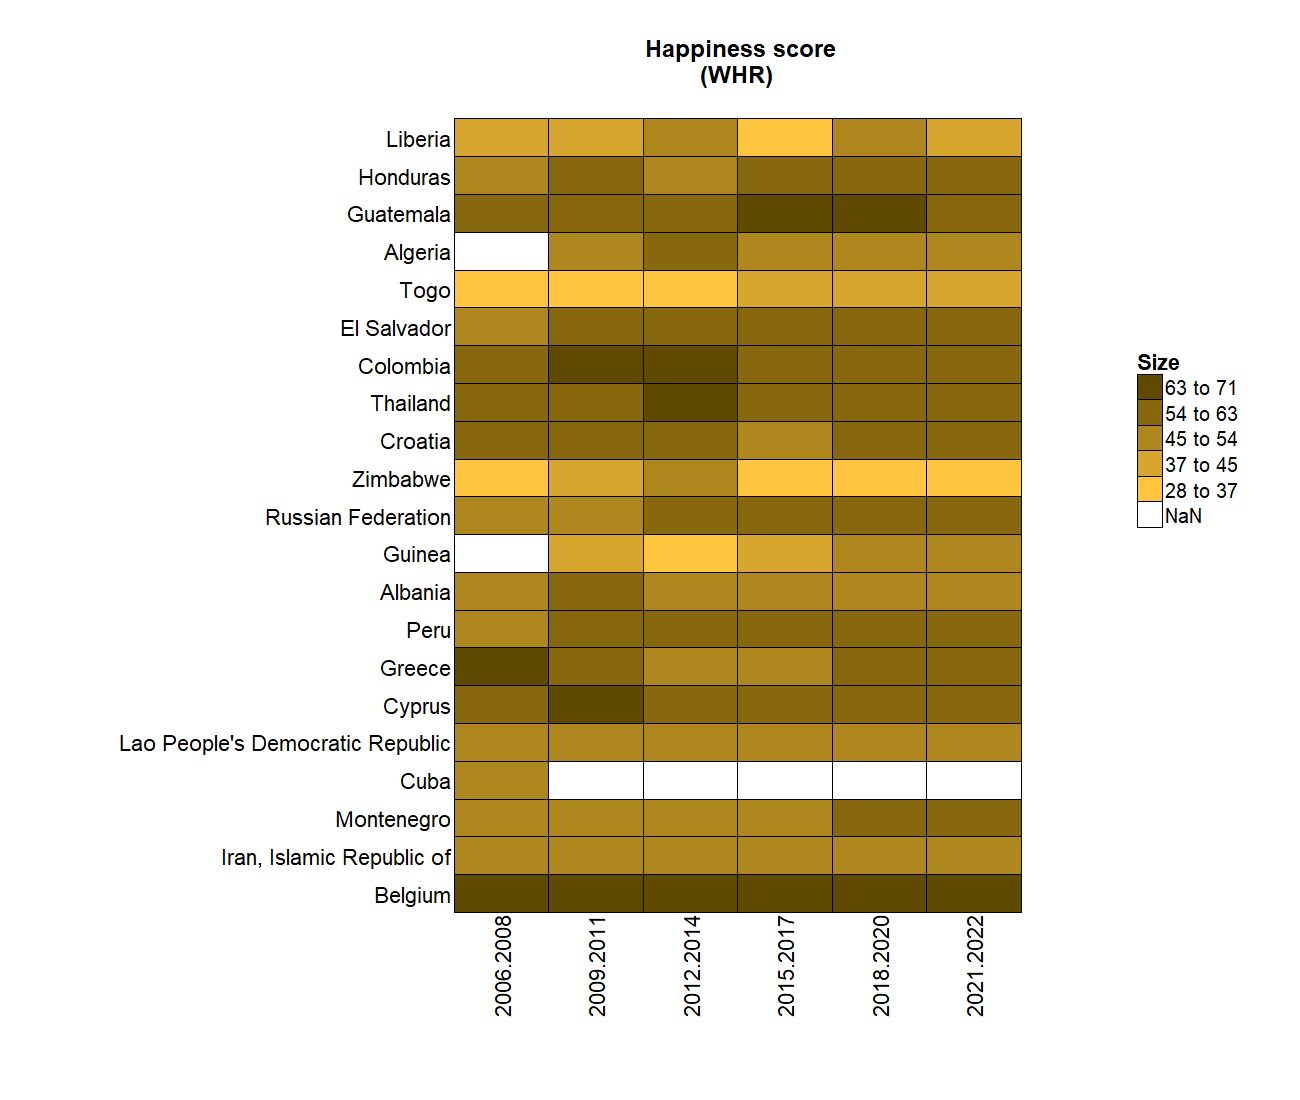 Happiness score
(WHR)
Liberia
Honduras
Guatemala
Algeria
Togo
El Salvador
Colombia
Thailand
Croatia
Zimbabwe
Russian Federation
Guinea
Albania
Peru
Greece
Cyprus
Lao People's Democratic Republic
Cuba
Montenegro
Iran, Islamic Republic of
Belgium
2006.2008
2009.2011
2012.2014
2015.2017
2018.2020
2021.2022
Size
63 to 71
54 to 63
45 to 54
37 to 45
28 to 37
NaN